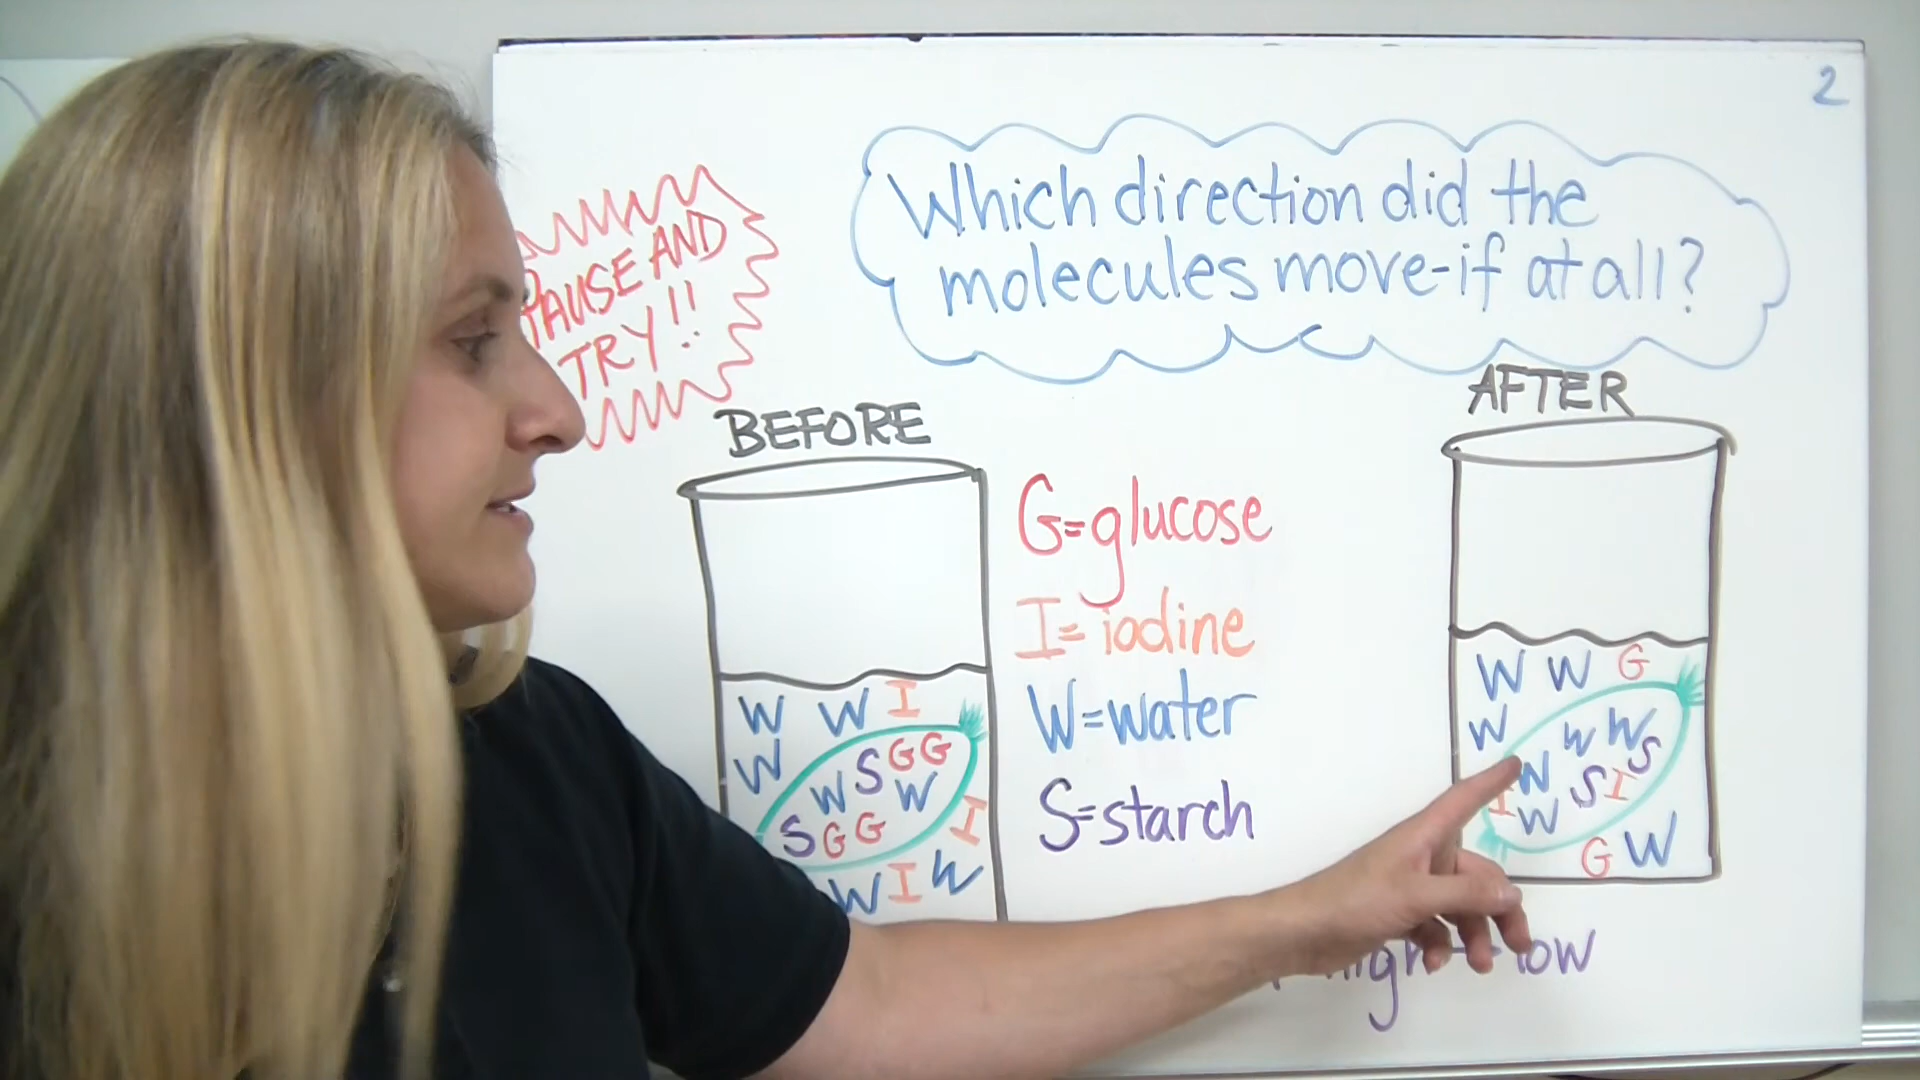 2
Which direction did the
molecules move-if at all?
PAUSE AND
TRY!!
BEFORE
AFTER
G=glucose
I=iodine
W=water
S=starch
W W I
W S G G
W W
S G G I
W I W
W W G
W W W
W S I S
I W
G W
low